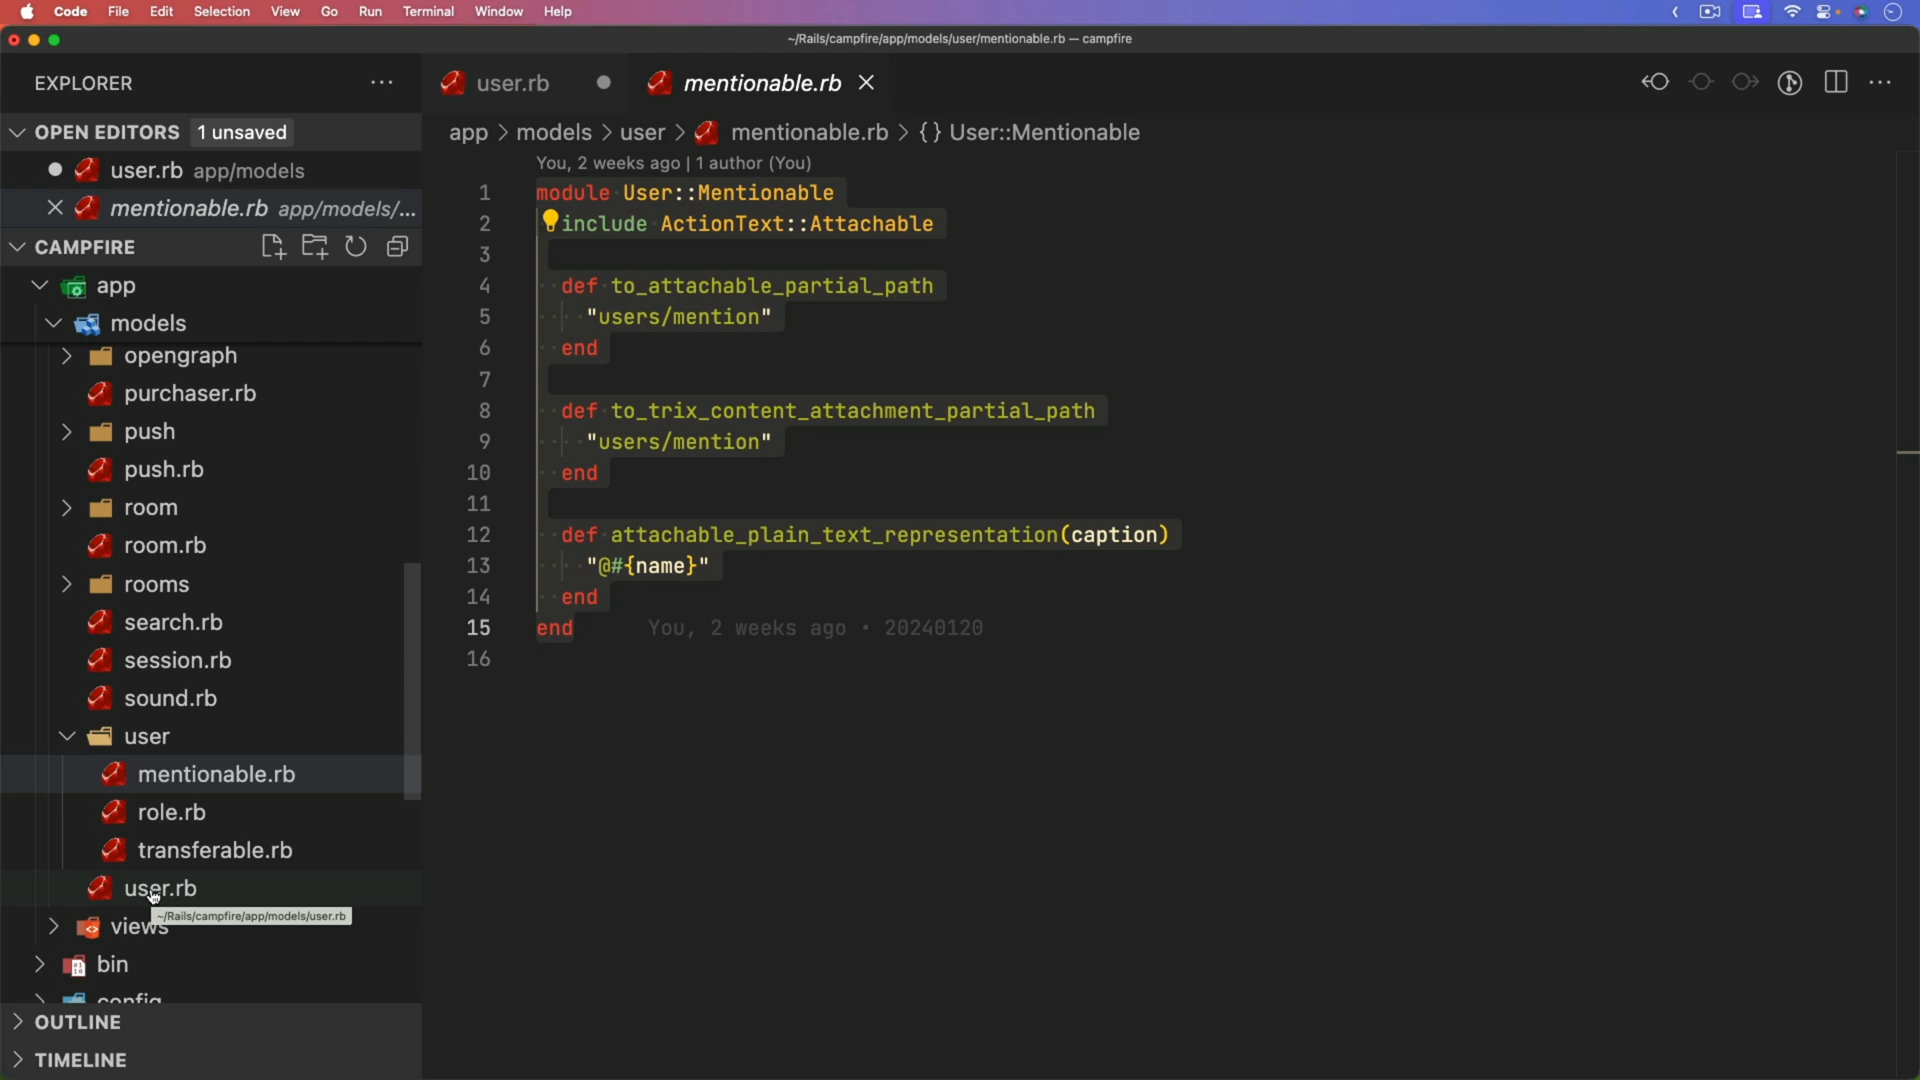 Code File Edit Selection View Go Run Terminal Window Help
~/Rails/campfire/app/models/user/mentionable.rb — campfire
EXPLORER
user.rb
mentionable.rb
OPEN EDITORS 1 unsaved
user.rb app/models
mentionable.rb app/models/...
CAMPFIRE
app
models
opengraph
purchaser.rb
push
push.rb
room
room.rb
rooms
search.rb
session.rb
sound.rb
user
mentionable.rb
role.rb
transferable.rb
user.rb
~/Rails/campfire/app/models/user.rb
views
bin
config
OUTLINE
TIMELINE
app > models > user > mentionable.rb > {} User::Mentionable
You, 2 weeks ago | 1 author (You)
1 module User::Mentionable
2 include ActionText::Attachable
3
4 def to_attachable_partial_path
5 "users/mention"
6 end
7
8 def to_trix_content_attachment_partial_path
9 "users/mention"
10 end
11
12 def attachable_plain_text_representation(caption)
13 "@#{name}"
14 end
15 end You, 2 weeks ago • 20240120
16